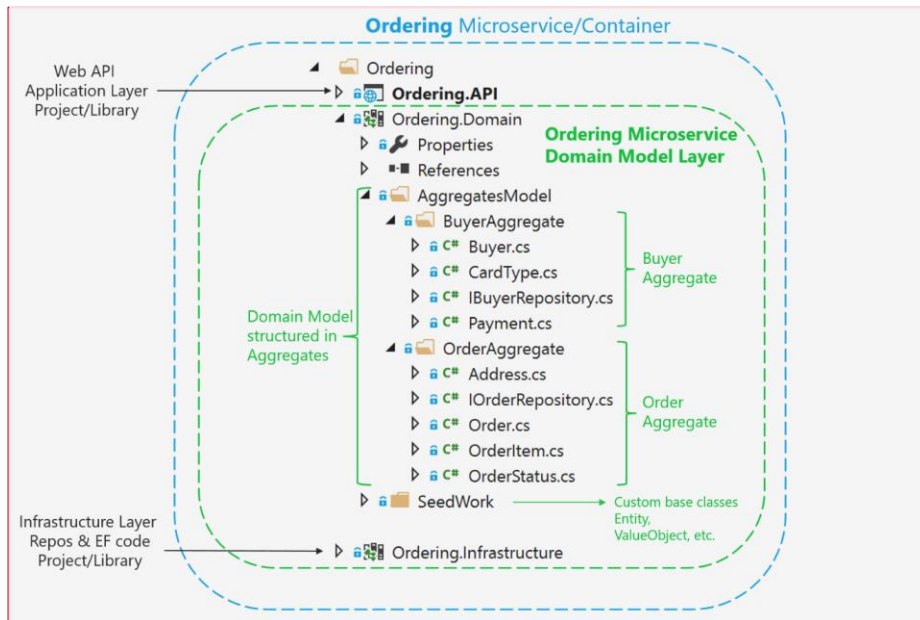 Ordering Microservice/Container
Ordering
Web API
Application Layer
Project/Library
Ordering.API
Ordering.Domain
Ordering Microservice
Domain Model Layer
Properties
References
AggregatesModel
BuyerAggregate
C# Buyer.cs
C# CardType.cs
C# IBuyerRepository.cs
C# Payment.cs
Buyer
Aggregate
Domain Model
structured in
Aggregates
OrderAggregate
C# Address.cs
C# IOrderRepository.cs
C# Order.cs
C# OrderItem.cs
C# OrderStatus.cs
Order
Aggregate
SeedWork
Custom base classes
Entity,
ValueObject, etc.
Infrastructure Layer
Repos & EF code
Project/Library
Ordering.Infrastructure